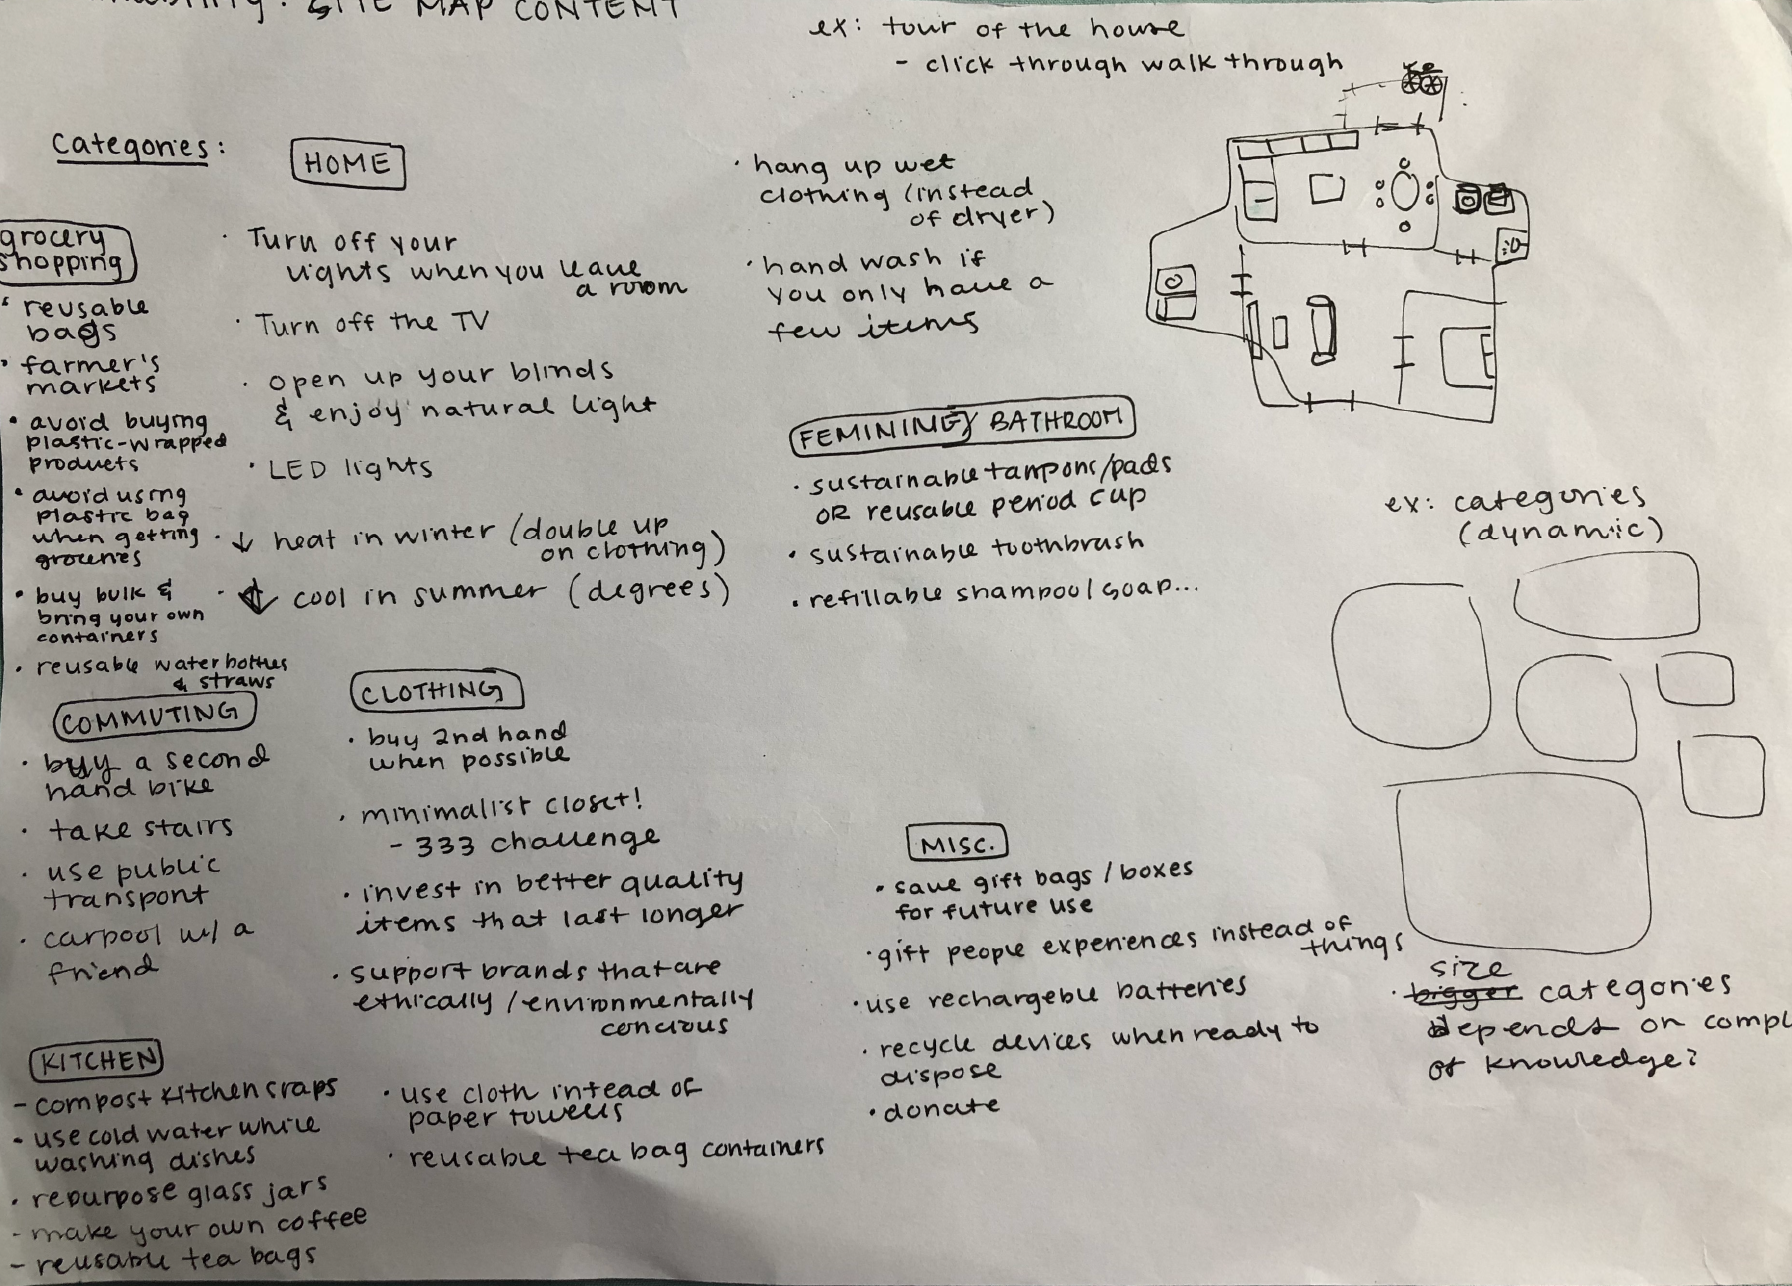 SITE MAP CONTENT
ex: tour of the house
- click through walk through
Categories:
HOME
grocery
shopping
· reusable
bags
· farmer's
markets
· avoid buying
plastic-wrapped
products
· avoid using
plastic bag
when getting
groceries
· buy bulk &
bring your own
containers
· reusable water bottles
& straws
· Turn off your
lights when you leave
a room
· Turn off the TV
· open up your blinds
& enjoy natural light
· LED lights
· ↓ heat in winter (double up
on clothing)
· ↓ cool in summer (degrees)
· hang up wet
clothing (instead
of dryer)
· hand wash if
you only have a
few items
FEMININE/ BATHROOM
· sustainable tampons/pads
OR reusable period cup
· sustainable toothbrush
· refillable shampoo/soap...
ex: categories
(dynamic)
COMMUTING
· buy a second
hand bike
· take stairs
· use public
transport
· carpool w/ a
friend
CLOTHING
· buy 2nd hand
when possible
· minimalist closet!
- 333 challenge
· invest in better quality
items that last longer
· support brands that are
ethically/environmentally
concious
MISC.
· save gift bags / boxes
for future use
· gift people experiences instead of
things
· use rechargeble batteries
· recycle devices when ready to
dispose
· donate
size
· bigger categories
depends on compl
of knowledge?
KITCHEN
- compost kitchen scraps
- use cold water while
washing dishes
· repurpose glass jars
- make your own coffee
- reusable tea bags
· use cloth intead of
paper towels
· reusable tea bag containers